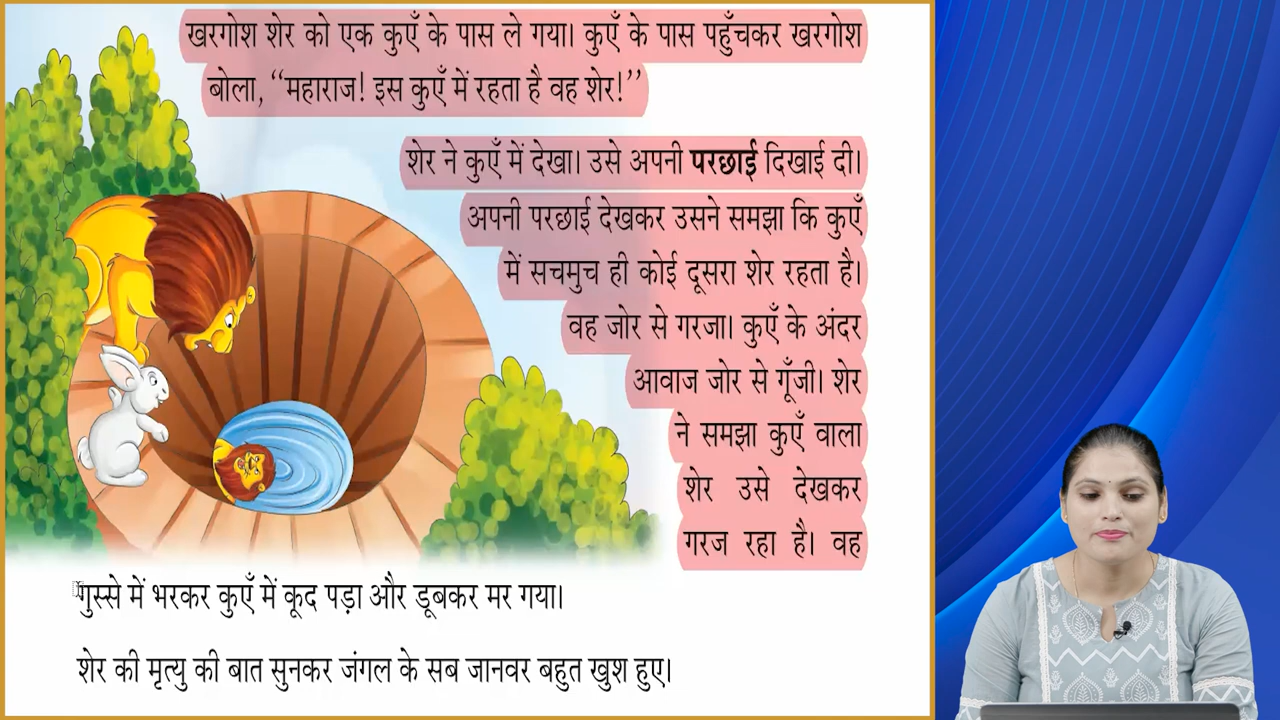 खरगोश शेर को एक कुएँ के पास ले गया। कुएँ के पास पहुँचकर खरगोश
बोला, “महाराज! इस कुएँ में रहता है वह शेर!”
शेर ने कुएँ में देखा। उसे अपनी परछाई दिखाई दी।
अपनी परछाई देखकर उसने समझा कि कुएँ
में सचमुच ही कोई दूसरा शेर रहता है।
वह जोर से गरजा। कुएँ के अंदर
आवाज जोर से गूँजी। शेर
ने समझा कुएँ वाला
शेर उसे देखकर
गरज रहा है। वह
गुस्से में भरकर कुएँ में कूद पड़ा और डूबकर मर गया।
शेर की मृत्यु की बात सुनकर जंगल के सब जानवर बहुत खुश हुए।